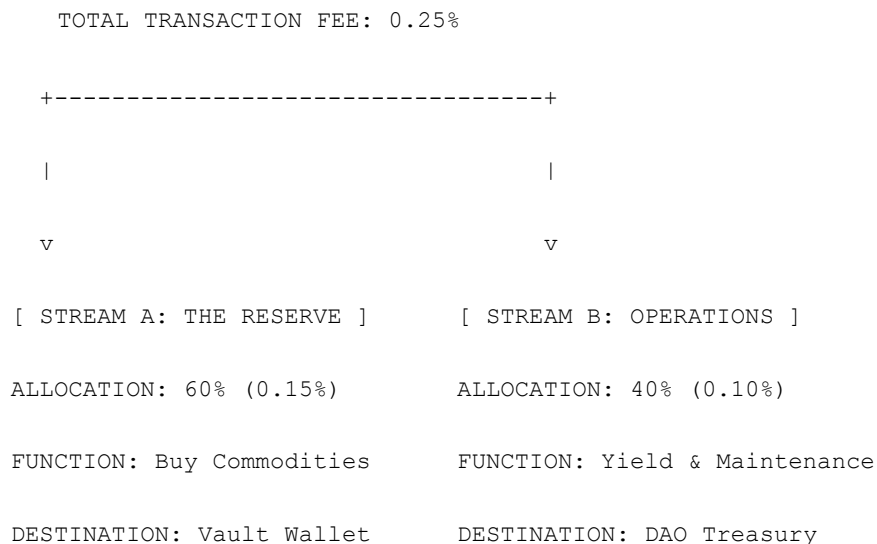 TOTAL TRANSACTION FEE: 0.25%
+-----------------------------------+
| |
v v
[ STREAM A: THE RESERVE ] [ STREAM B: OPERATIONS ]
ALLOCATION: 60% (0.15%) ALLOCATION: 40% (0.10%)
FUNCTION: Buy Commodities FUNCTION: Yield & Maintenance
DESTINATION: Vault Wallet DESTINATION: DAO Treasury